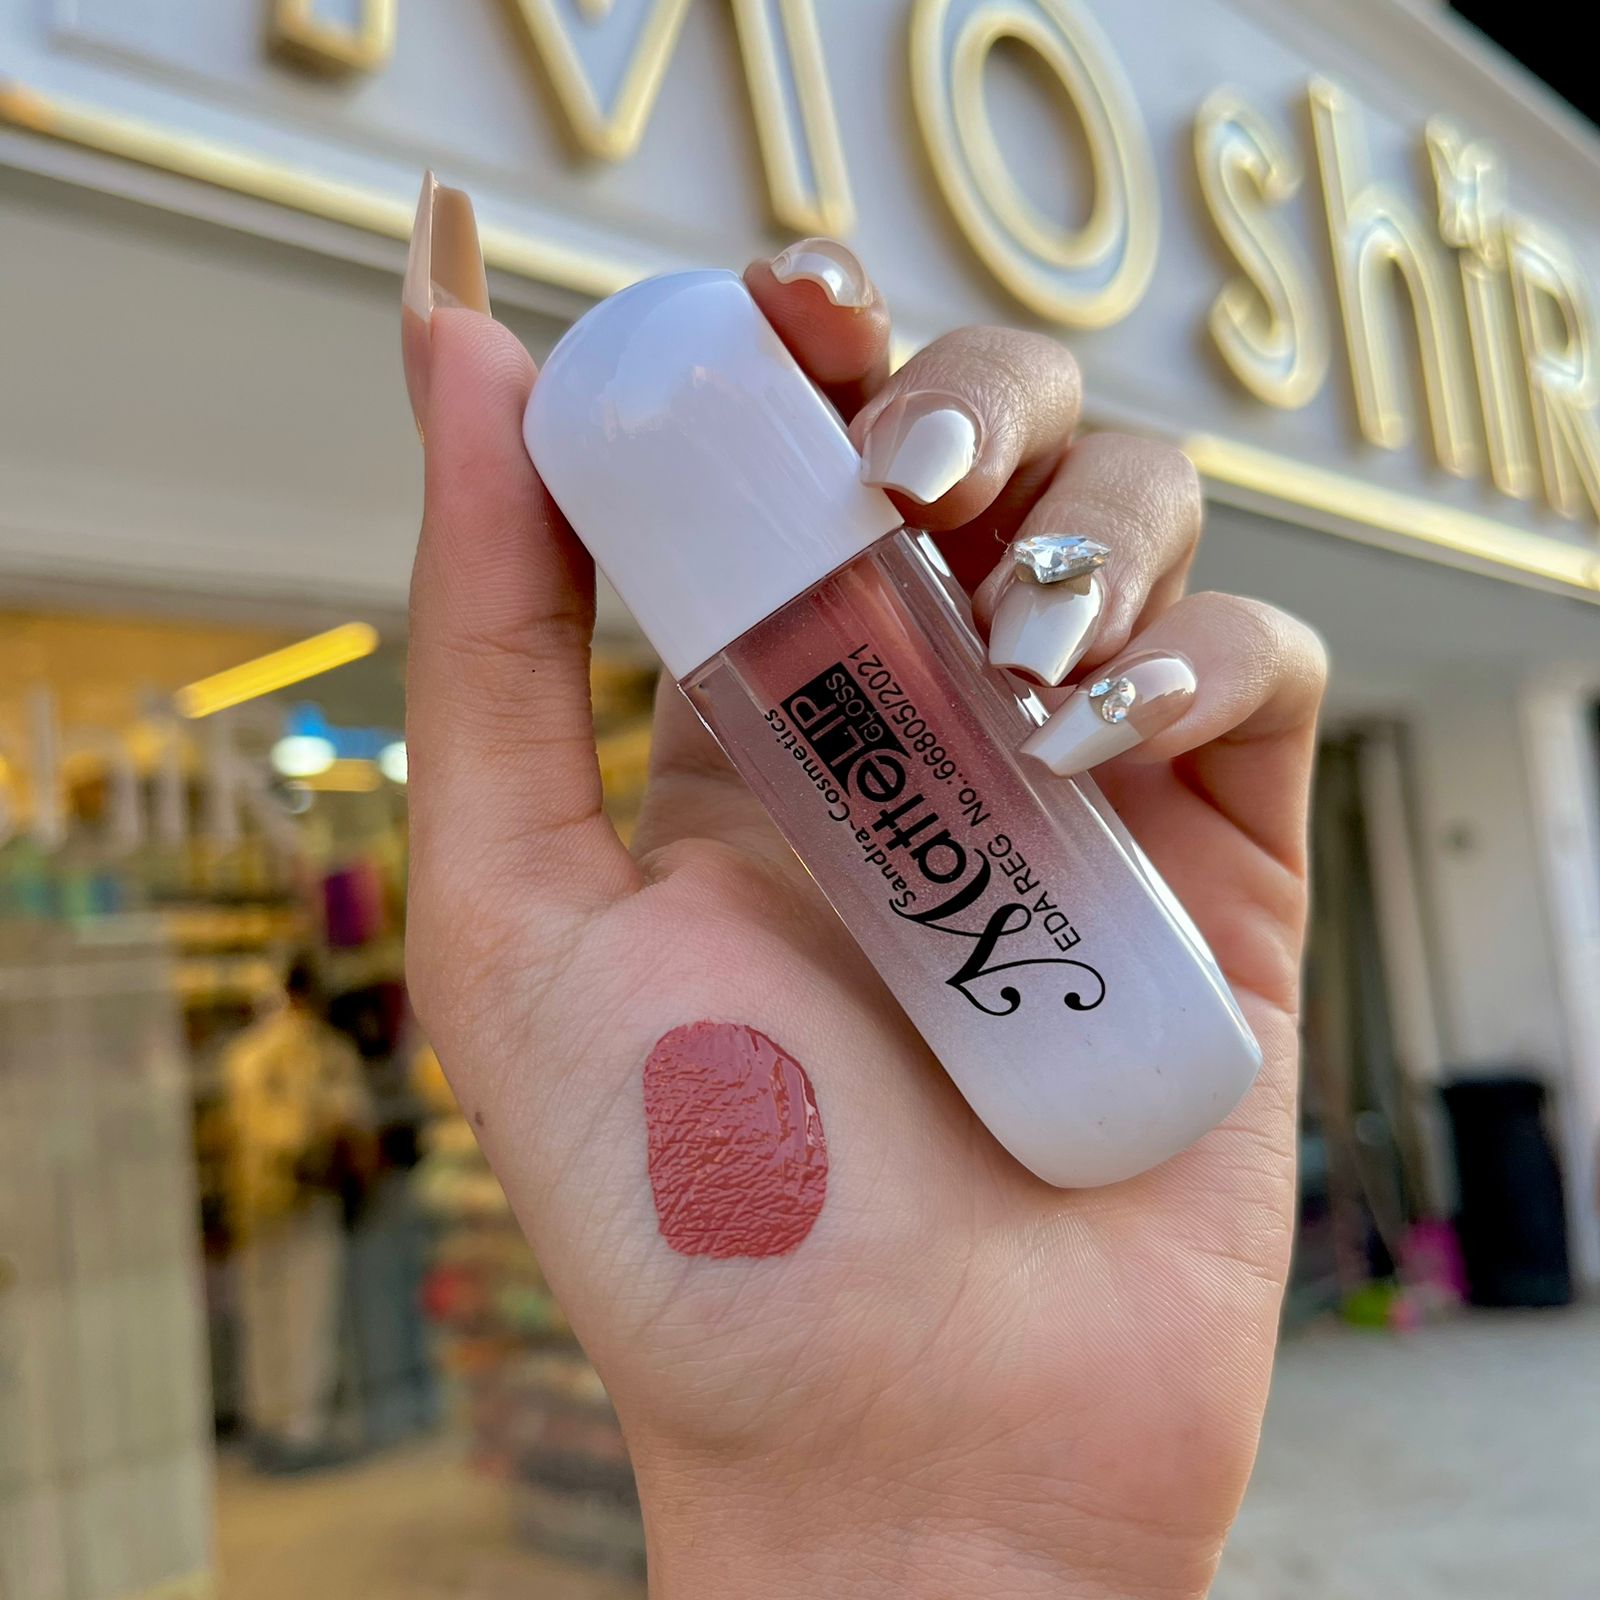 Moshir
Sandra~Cosmetics
Matte LIP
GLOSS
EDA REG No..:66805/2021